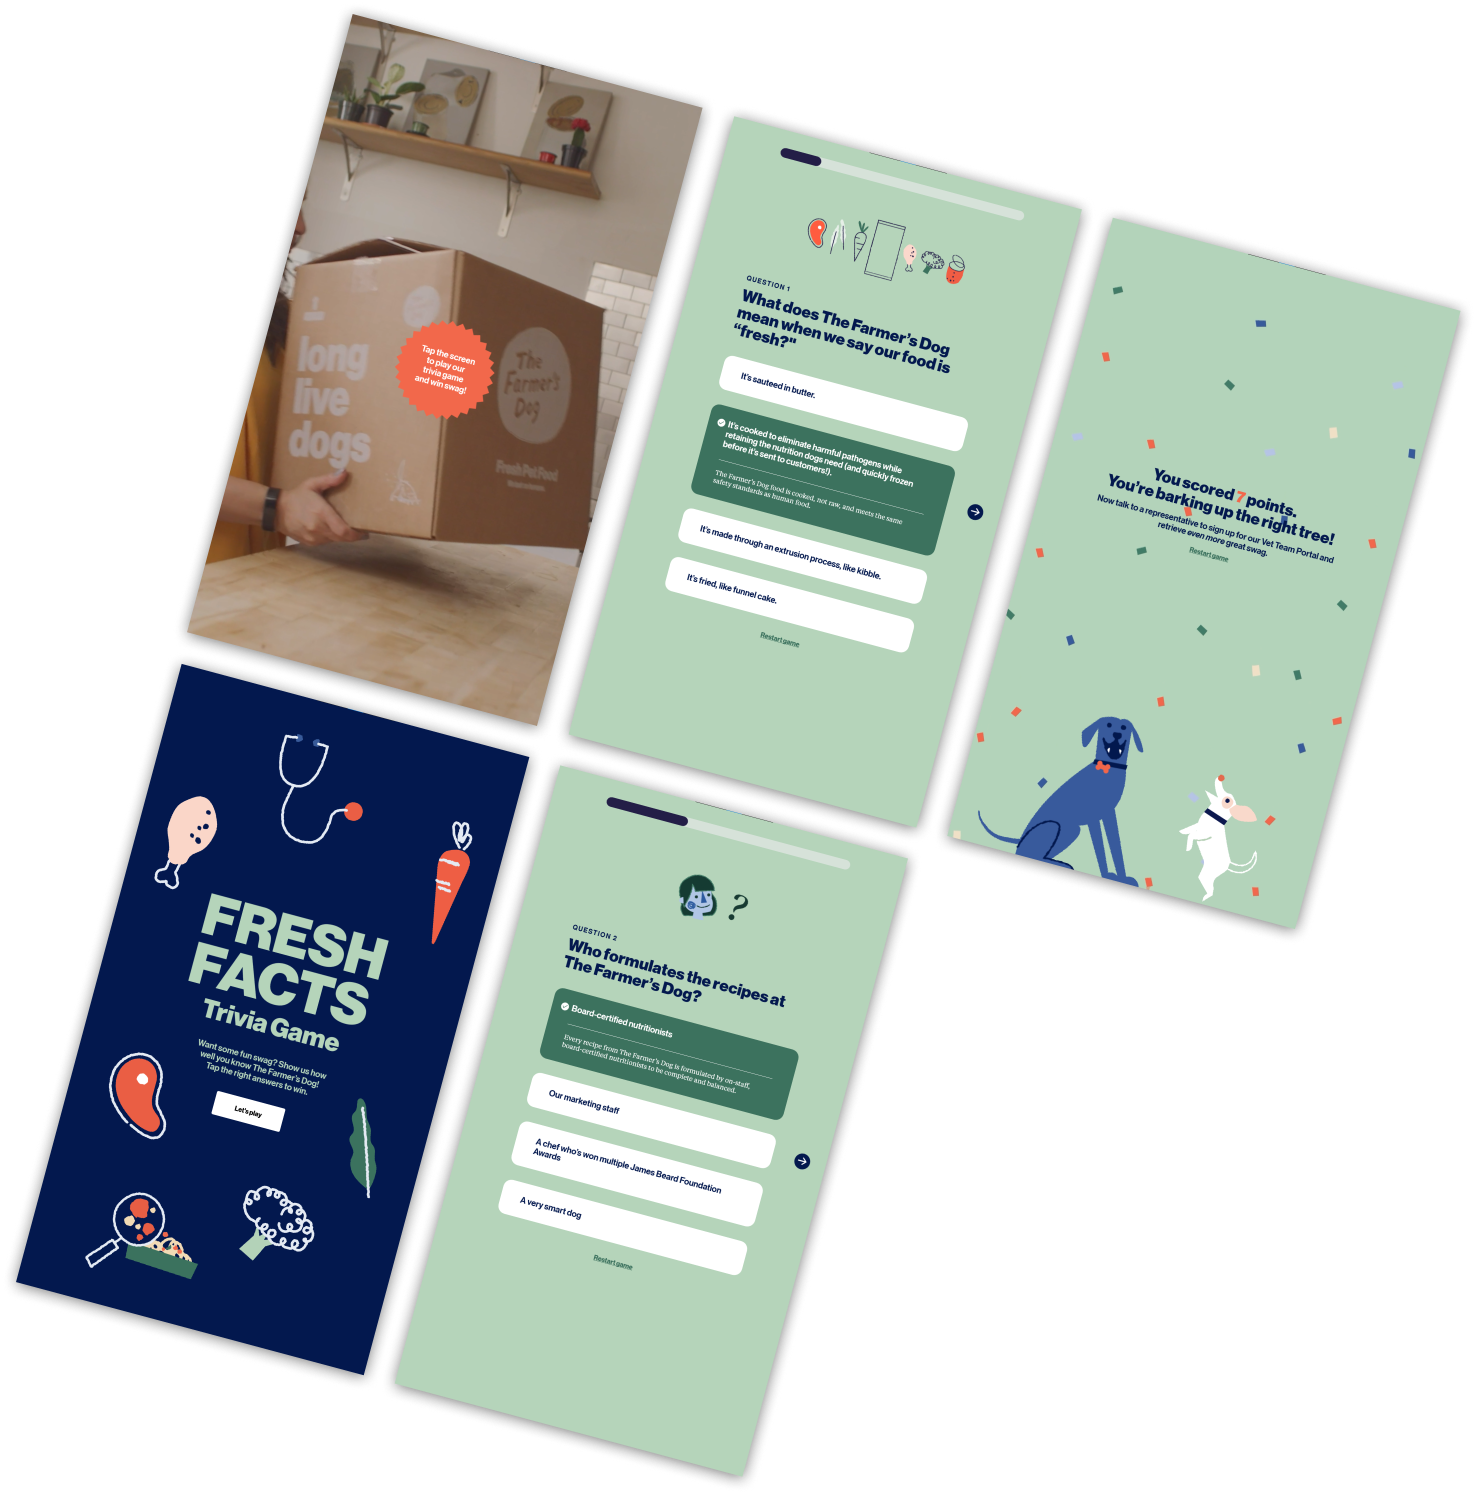 long
live
dogs
The
Farmer's
Dog
Fresh Pet Food
Tap the screen
to play our
trivia game
and win swag!
QUESTION 1
What does The Farmer's Dog
mean when we say our food is
“fresh?"
It's sauteed in butter.
It's cooked to eliminate harmful pathogens while
retaining the nutrition dogs need (and quickly frozen
before it's sent to customers!).
The Farmer's Dog food is cooked, not raw, and meets the same
safety standards as human food.
It's made through an extrusion process, like kibble.
It's fried, like funnel cake.
Restart game
You scored 7 points.
You're barking up the right tree!
Now talk to a representative to sign up for our Vet Team Portal and
retrieve even more great swag.
Restart game
FRESH
FACTS
Trivia Game
Want some fun swag? Show us how
well you know The Farmer's Dog!
Tap the right answers to win.
Let's play
QUESTION 2
Who formulates the recipes at
The Farmer's Dog?
Board-certified nutritionists
Every recipe from The Farmer's Dog is formulated by on-staff,
board-certified nutritionists to be complete and balanced.
Our marketing staff
A chef who's won multiple James Beard Foundation
Awards
A very smart dog
Restart game